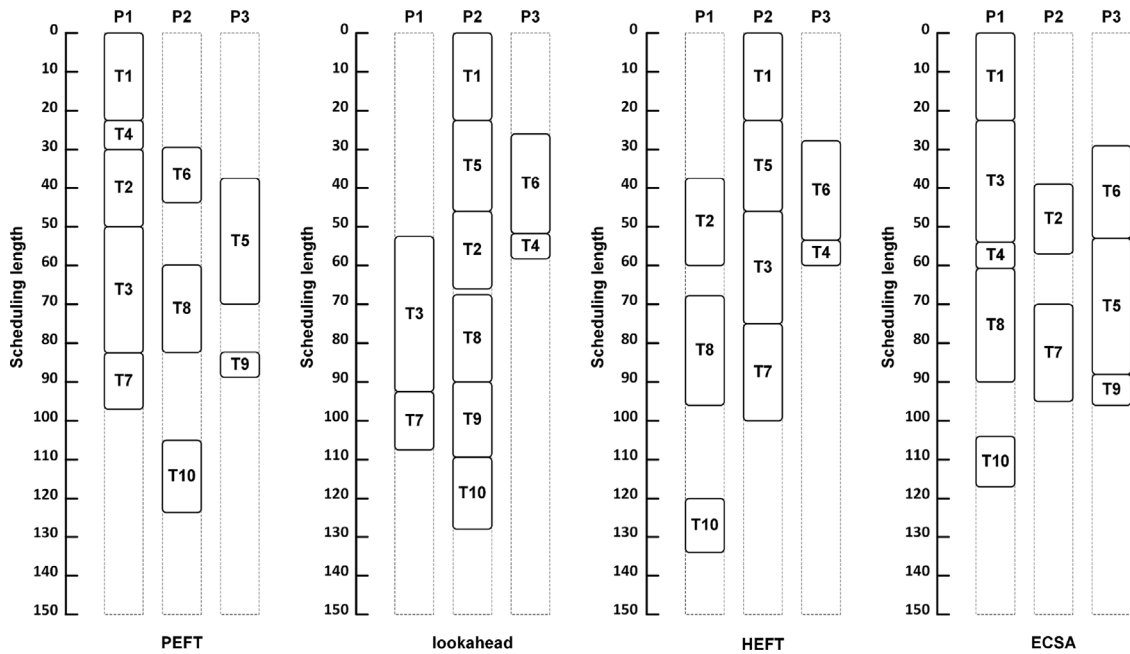 P1 P2 P3
Scheduling length
0
10
20
30
40
50
60
70
80
90
100
110
120
130
140
150
T1
T4
T2
T3
T7
T6
T8
T10
T5
T9
PEFT
P1 P2 P3
Scheduling length
0
10
20
30
40
50
60
70
80
90
100
110
120
130
140
150
T3
T7
T1
T5
T2
T8
T9
T10
T6
T4
lookahead
P1 P2 P3
Scheduling length
0
10
20
30
40
50
60
70
80
90
100
110
120
130
140
150
T2
T8
T10
T1
T5
T3
T7
T6
T4
HEFT
P1 P2 P3
Scheduling length
0
10
20
30
40
50
60
70
80
90
100
110
120
130
140
150
T1
T3
T4
T8
T10
T2
T7
T6
T5
T9
ECSA